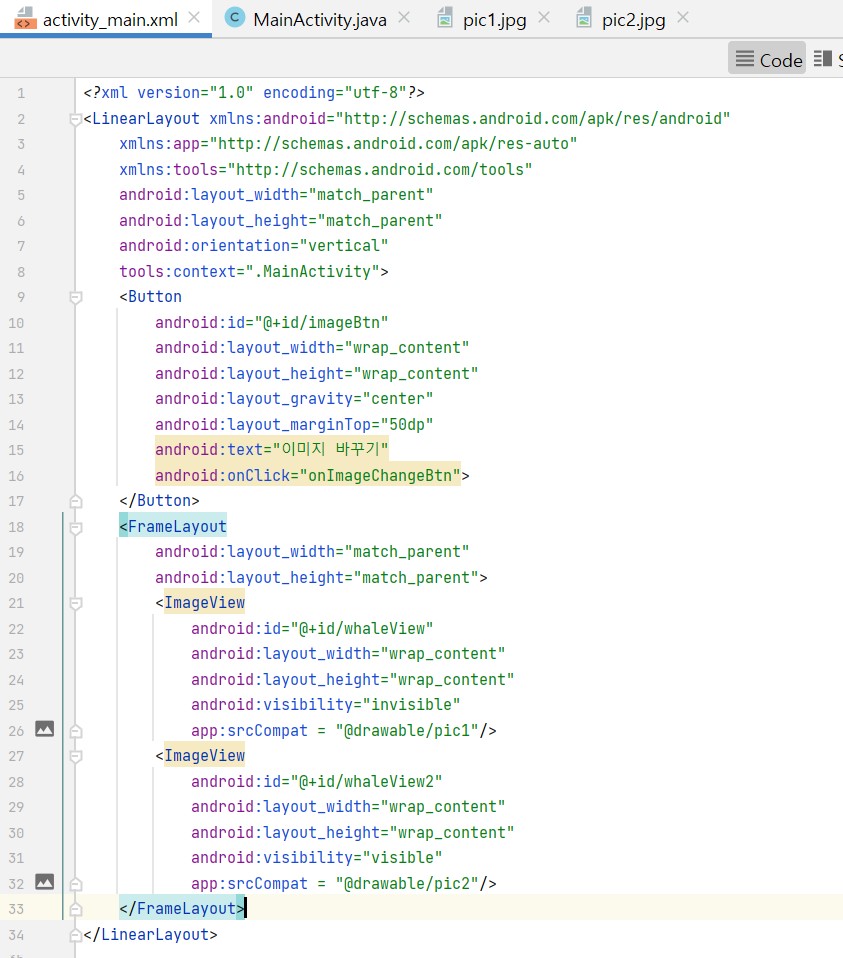 activity_main.xml MainActivity.java pic1.jpg pic2.jpg
Code
1 <?xml version="1.0" encoding="utf-8"?>
2 <LinearLayout xmlns:android="http://schemas.android.com/apk/res/android"
3 xmlns:app="http://schemas.android.com/apk/res-auto"
4 xmlns:tools="http://schemas.android.com/tools"
5 android:layout_width="match_parent"
6 android:layout_height="match_parent"
7 android:orientation="vertical"
8 tools:context=".MainActivity">
9 <Button
10 android:id="@+id/imageBtn"
11 android:layout_width="wrap_content"
12 android:layout_height="wrap_content"
13 android:layout_gravity="center"
14 android:layout_marginTop="50dp"
15 android:text="이미지 바꾸기"
16 android:onClick="onImageChangeBtn">
17 </Button>
18 <FrameLayout
19 android:layout_width="match_parent"
20 android:layout_height="match_parent">
21 <ImageView
22 android:id="@+id/whaleView"
23 android:layout_width="wrap_content"
24 android:layout_height="wrap_content"
25 android:visibility="invisible"
26 app:srcCompat = "@drawable/pic1"/>
27 <ImageView
28 android:id="@+id/whaleView2"
29 android:layout_width="wrap_content"
30 android:layout_height="wrap_content"
31 android:visibility="visible"
32 app:srcCompat = "@drawable/pic2"/>
33 </FrameLayout>
34 </LinearLayout>